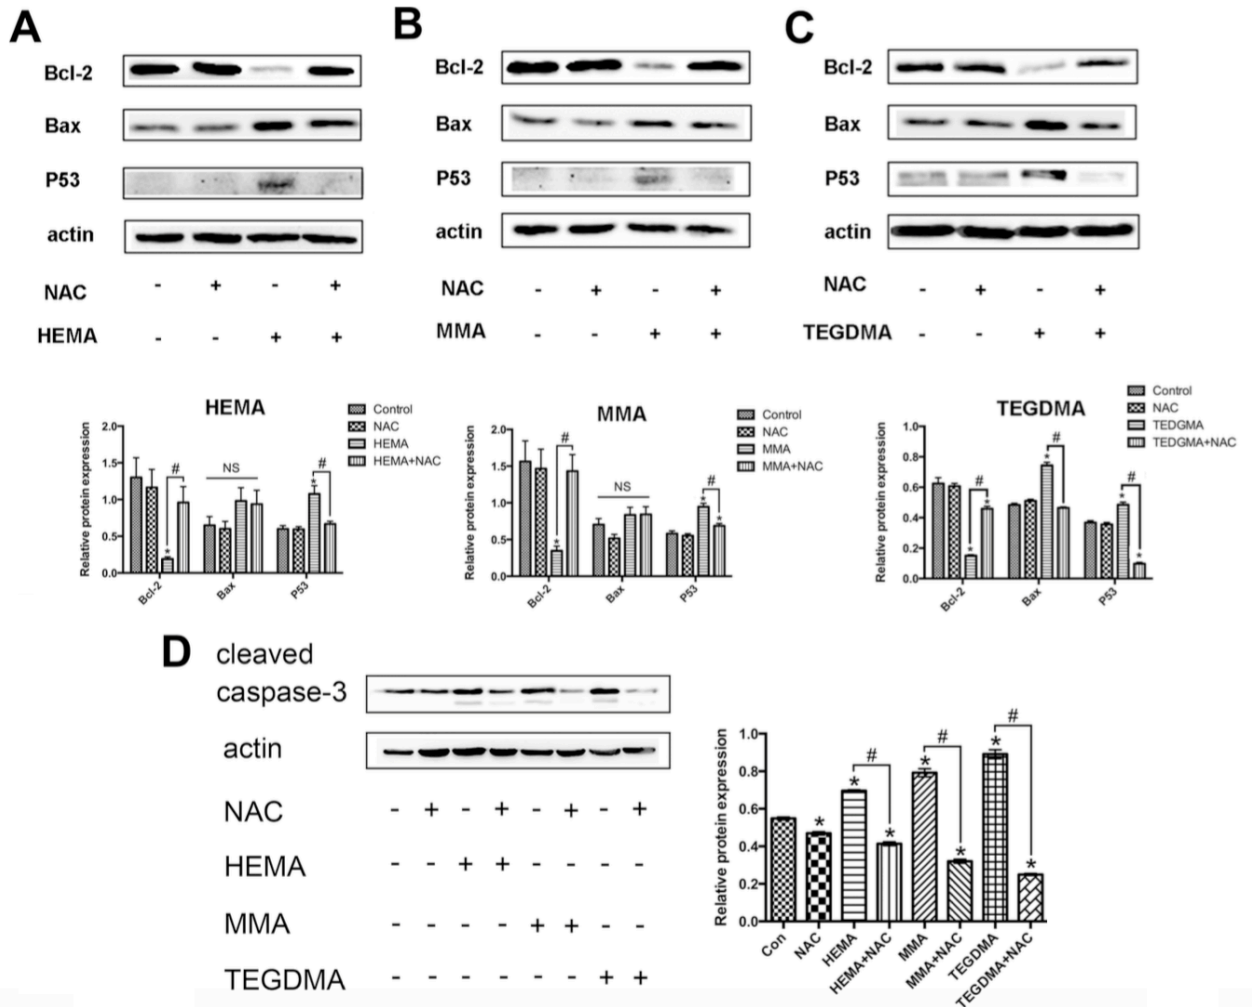 A
Bcl-2
Bax
P53
actin
NAC - + - +
HEMA - - + +
B
Bcl-2
Bax
P53
actin
NAC - + - +
MMA - - + +
C
Bcl-2
Bax
P53
actin
NAC - + - +
TEGDMA - - + +
HEMA
Control
NAC
HEMA
HEMA+NAC
Relative protein expression
2.0
1.5
1.0
0.5
0.0
# NS #
* *
Bcl-2 Bax P53
MMA
Control
NAC
MMA
MMA+NAC
Relative protein expression
2.0
1.5
1.0
0.5
0.0
# NS #
* * *
Bcl-2 Bax P53
TEGDMA
Control
NAC
TEDGMA
TEDGMA+NAC
Relative protein expression
1.0
0.8
0.6
0.4
0.2
0.0
# # #
* * * * *
Bcl-2 Bax P53
D
cleaved
caspase-3
actin
NAC - + - + - + - +
HEMA - - + + - - - -
MMA - - - - + + - -
TEGDMA - - - - - - + +
Relative protein expression
1.0
0.8
0.6
0.4
0.2
0.0
# # #
* * * * * * *
Con NAC HEMA HEMA+NAC MMA MMA+NAC TEGDMA TEGDMA+NAC